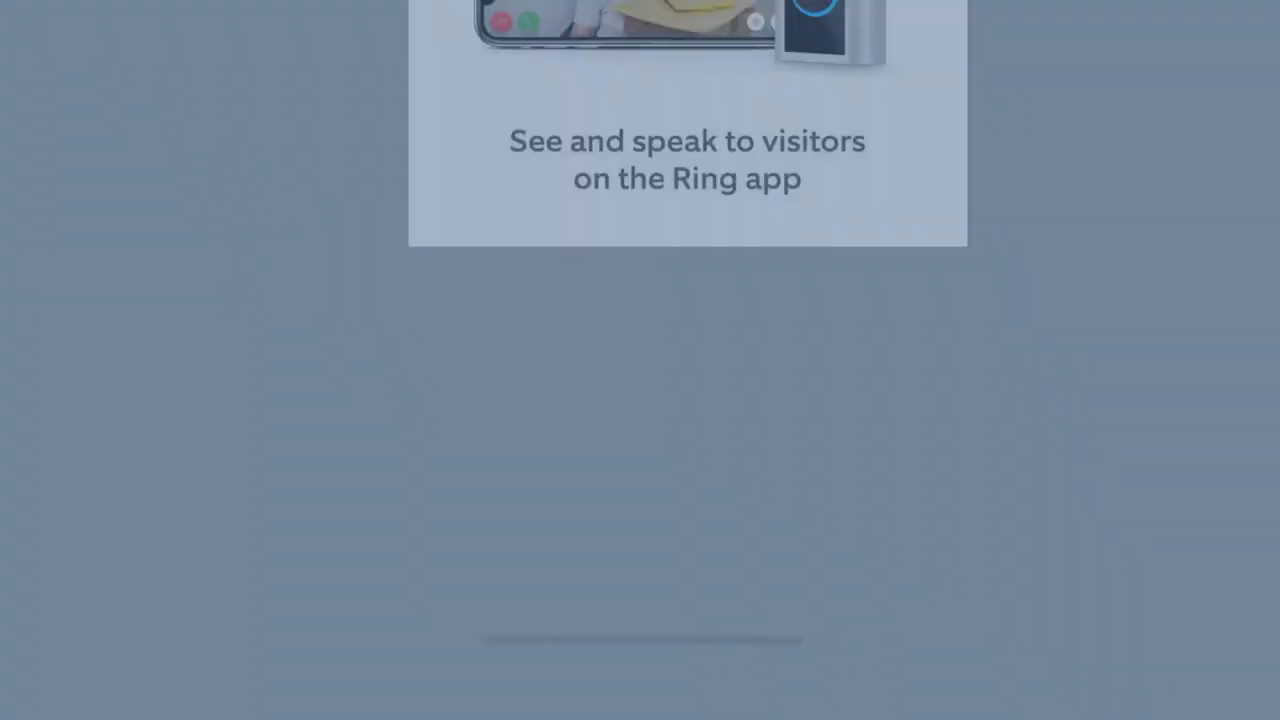 See and speak to visitors
on the Ring app